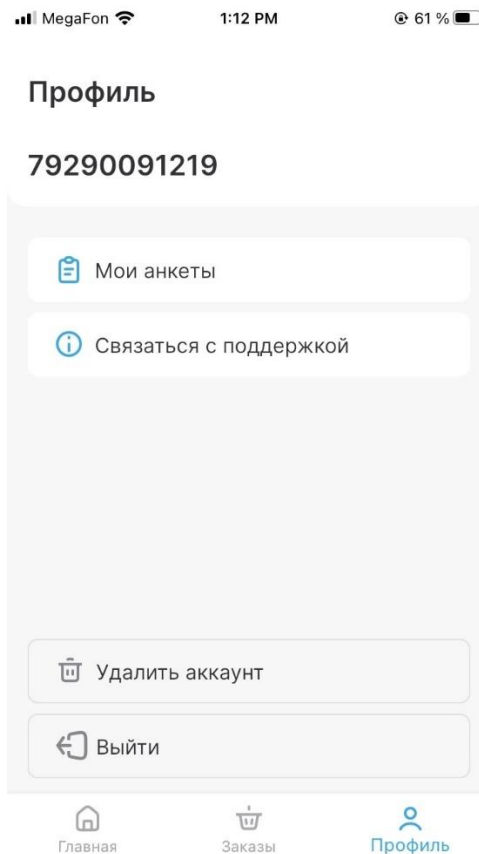 MegaFon 1:12 PM 61 %
Профиль
79290091219
Мои анкеты
Связаться с поддержкой
Удалить аккаунт
Выйти
Главная Заказы Профиль